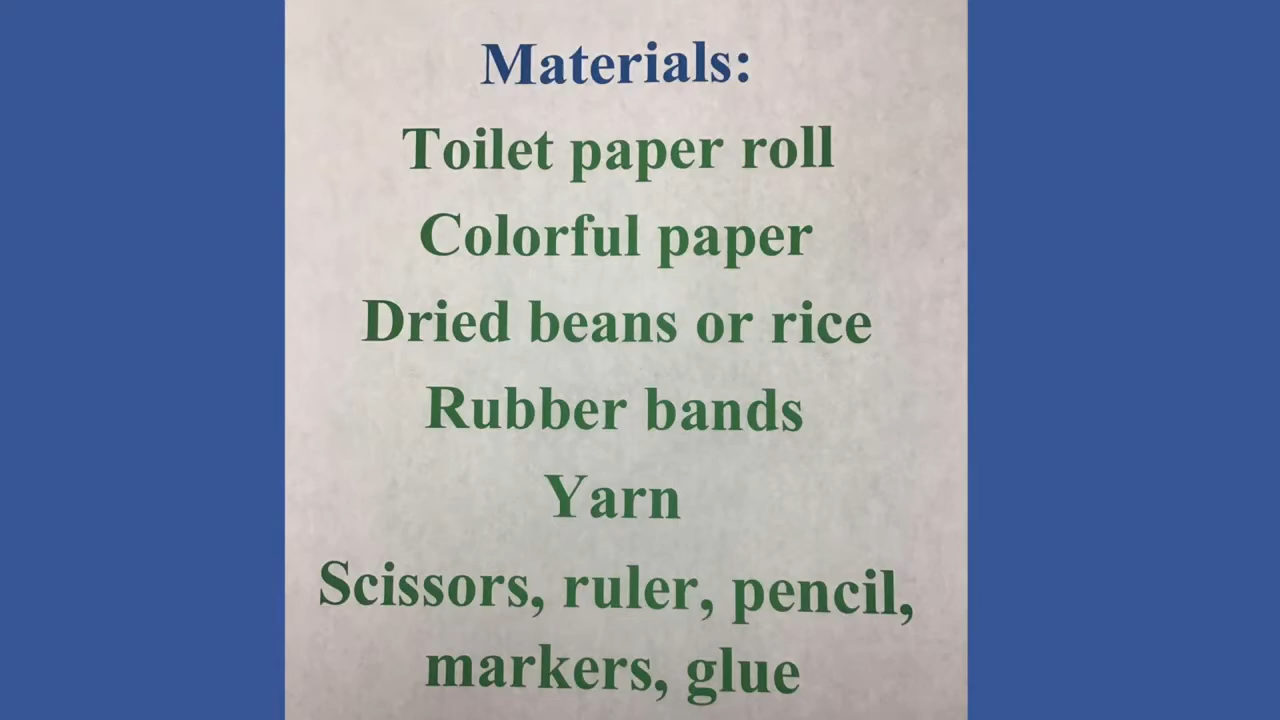 Materials:
Toilet paper roll
Colorful paper
Dried beans or rice
Rubber bands
Yarn
Scissors, ruler, pencil,
markers, glue